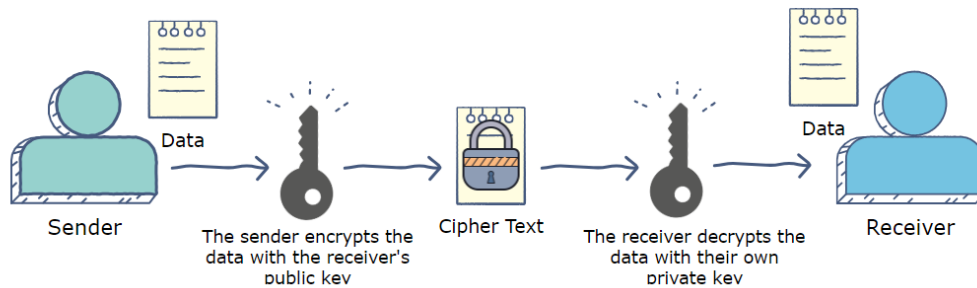 Data
Data
Sender
The sender encrypts the
data with the receiver's
public key
Cipher Text
The receiver decrypts the
data with their own
private key
Receiver